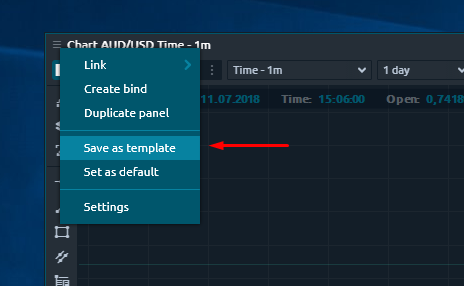 Chart AUD/USD Time - 1m
Time - 1m
1 day
Link
11.07.2018 Time: 15:06:00 Open: 0,7418
Create bind
Duplicate panel
Save as template
Set as default
Settings